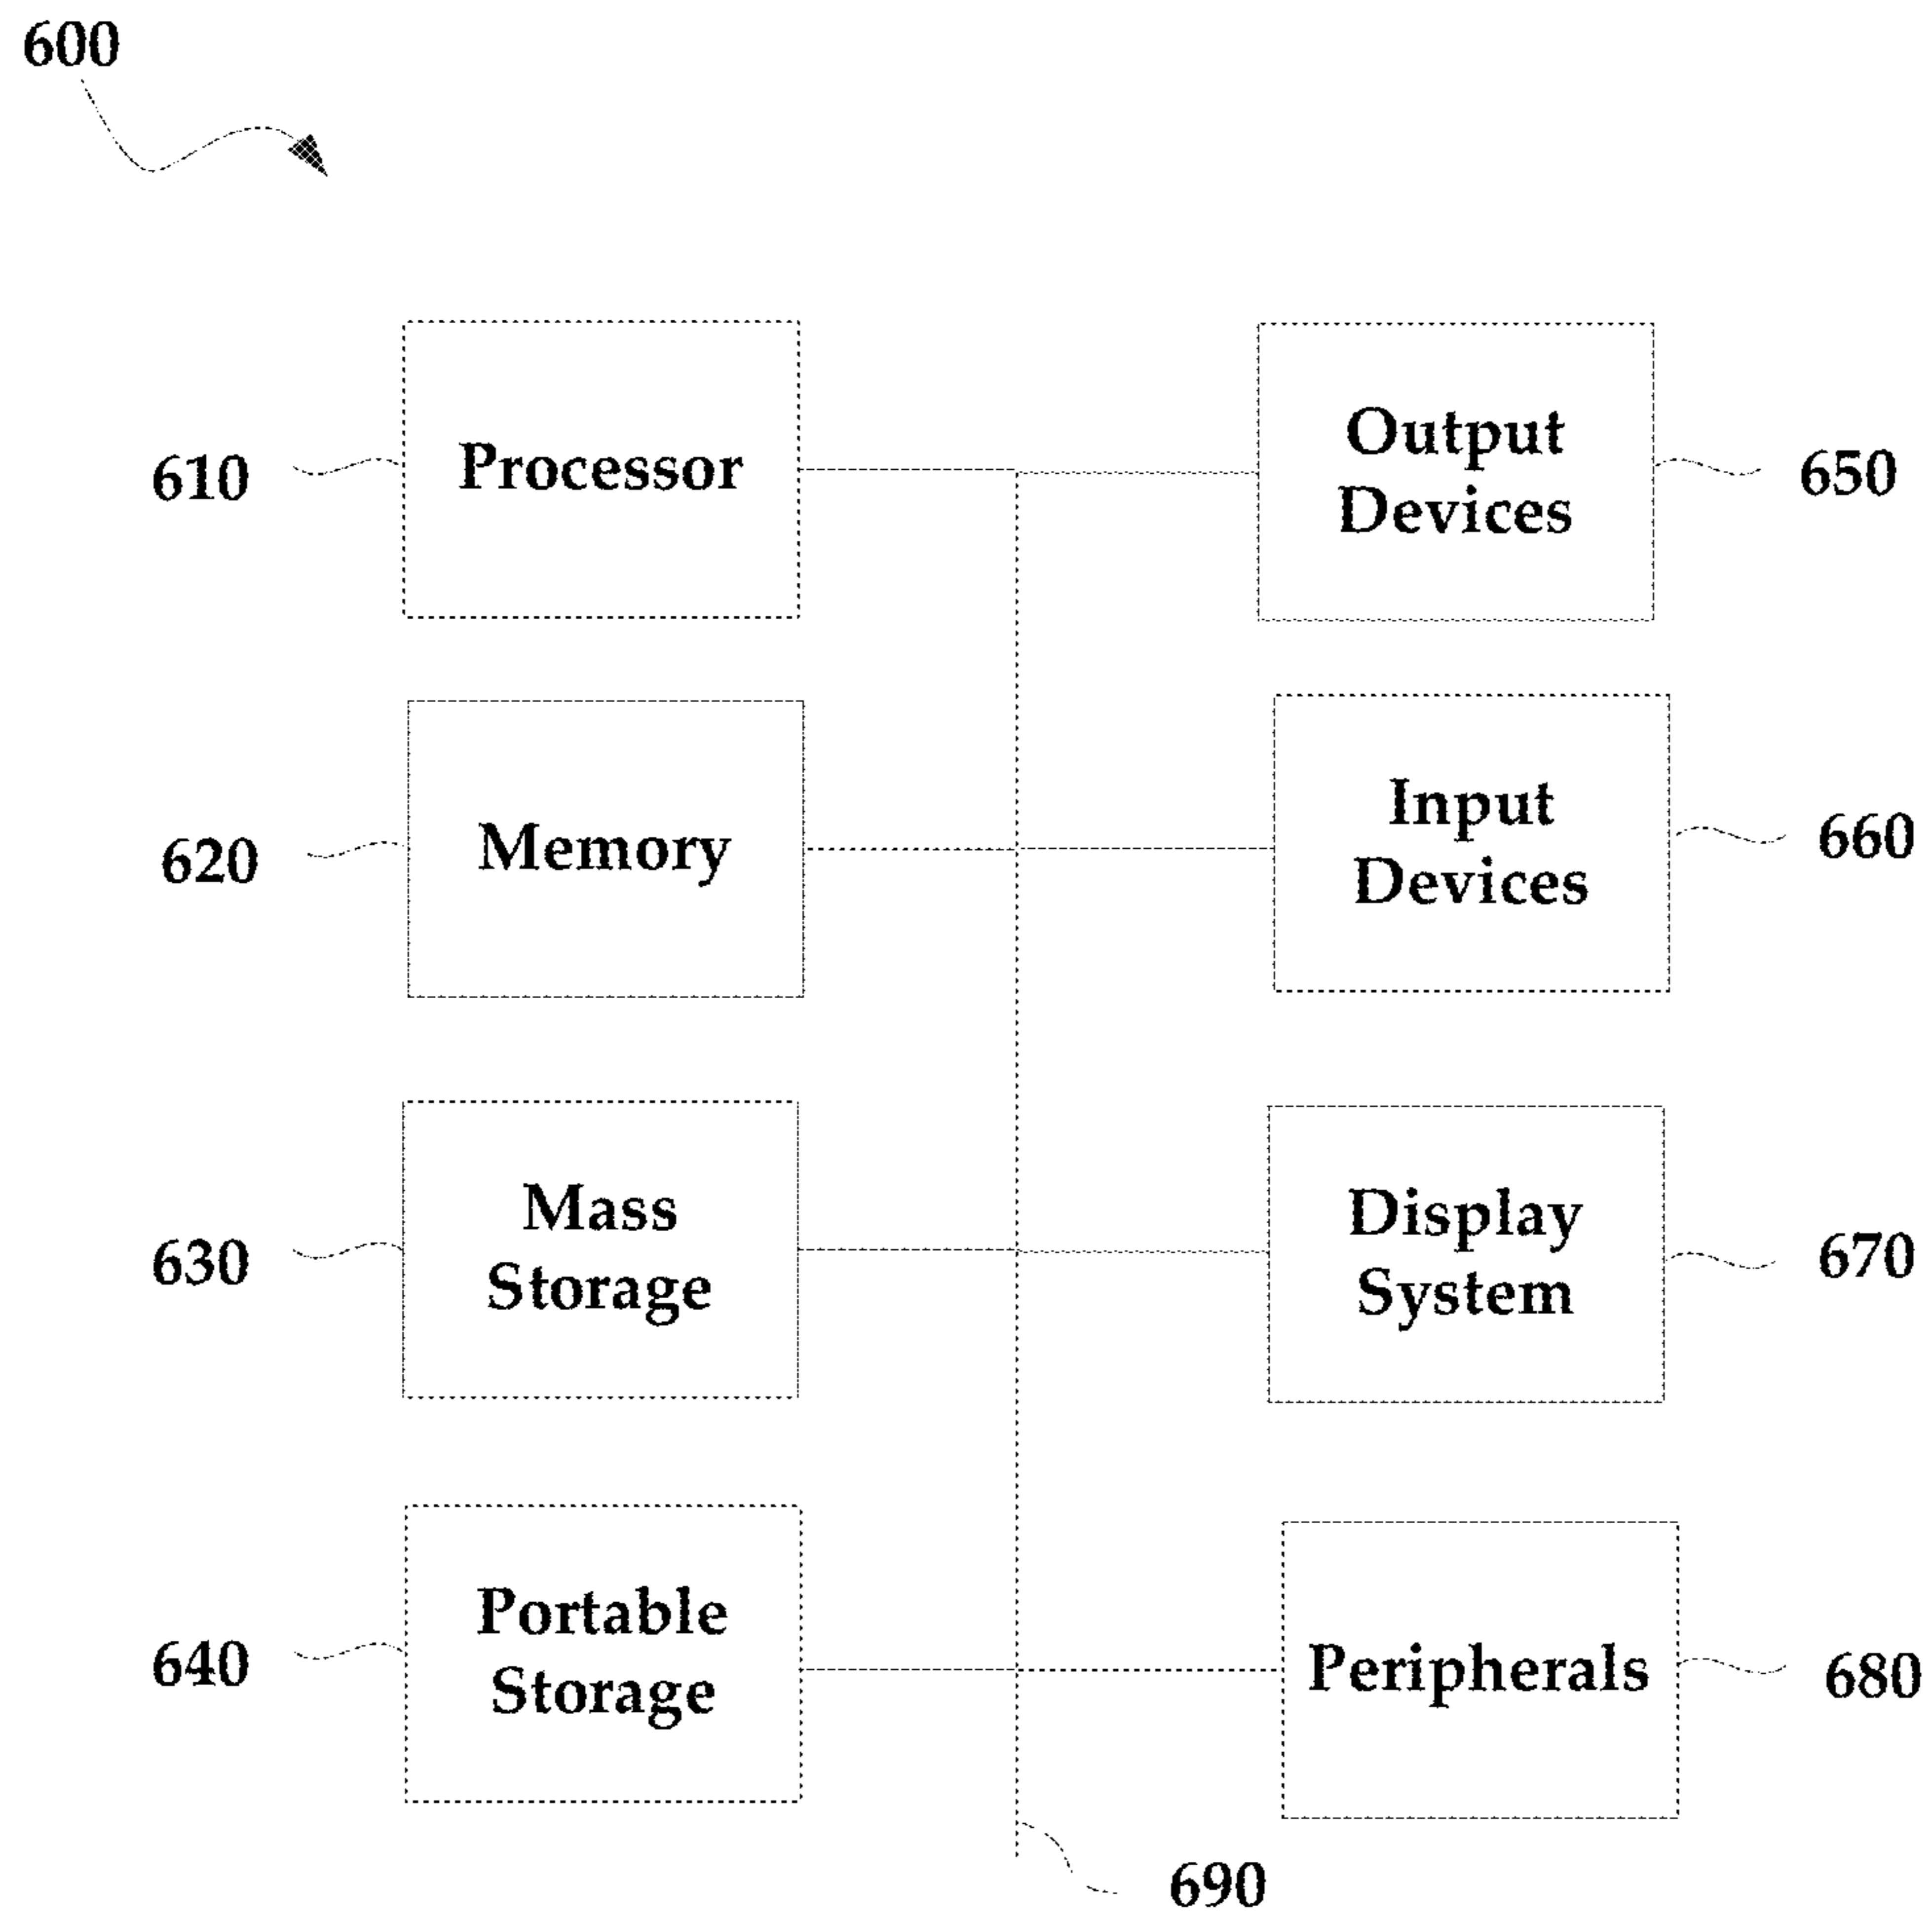 600
610
Processor
Output
Devices
650
620
Memory
Input
Devices
660
630
Mass
Storage
Display
System
670
640
Portable
Storage
Peripherals
680
690